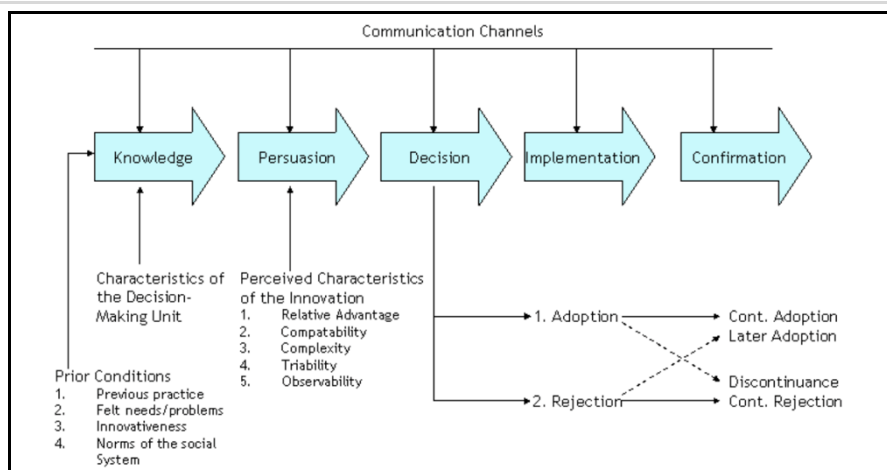 Communication Channels
Knowledge
Persuasion
Decision
Implementation
Confirmation
Characteristics of
the Decision-
Making Unit
Perceived Characteristics
of the Innovation
1. Relative Advantage
2. Compatability
3. Complexity
4. Triability
5. Observability
Prior Conditions
1. Previous practice
2. Felt needs/problems
3. Innovativeness
4. Norms of the social
System
1. Adoption
2. Rejection
Cont. Adoption
Later Adoption
Discontinuance
Cont. Rejection